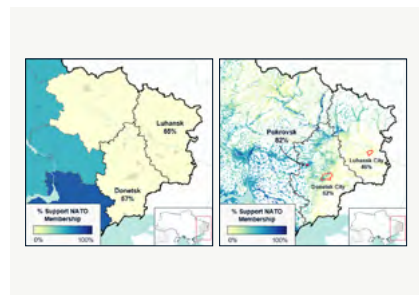 Luhansk
65%
Donetsk
67%
% Support NATO
Membership
0%
100%
Pokrovsk
82%
Luhansk City
46%
Donetsk City
52%
% Support NATO
Membership
0%
100%